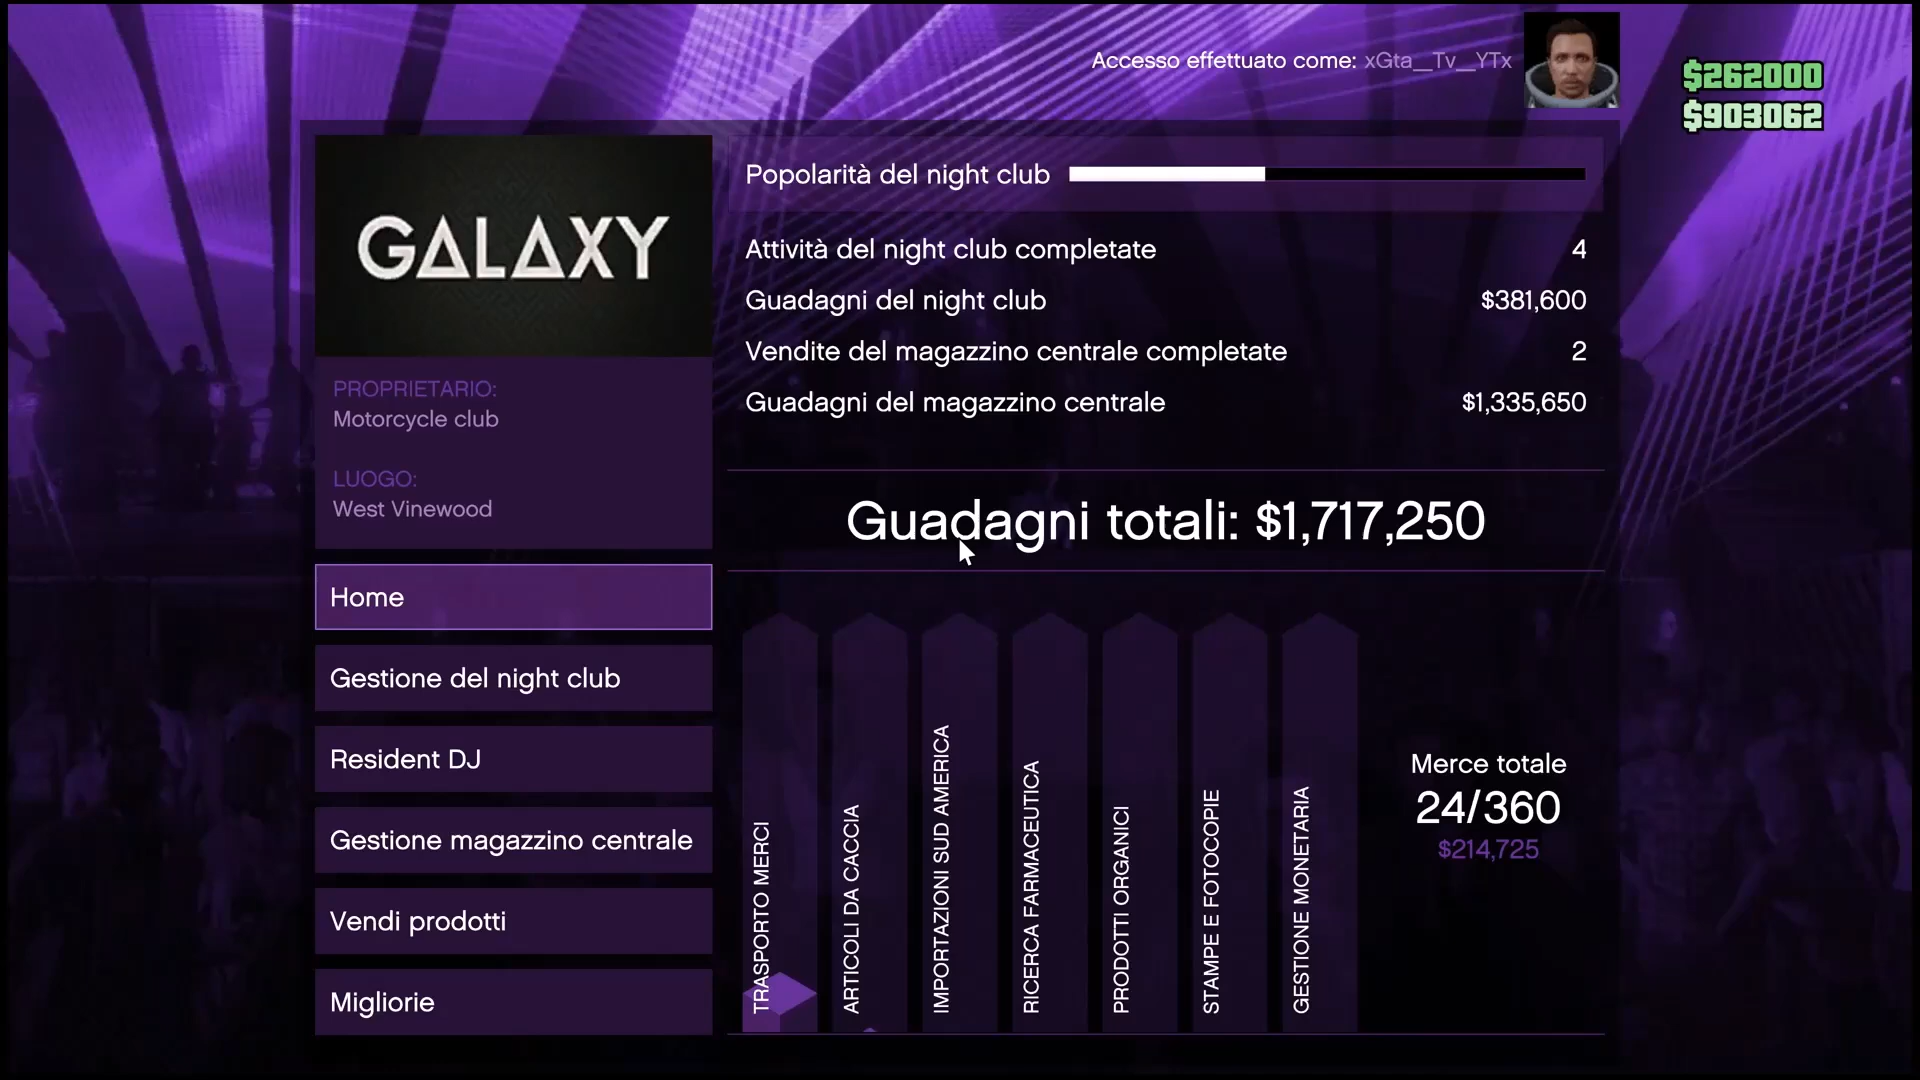 Accesso effettuato come: xGta__Tv__YTx
$262000
$903062
GALAXY
PROPRIETARIO:
Motorcycle club
LUOGO:
West Vinewood
Home
Gestione del night club
Resident DJ
Gestione magazzino centrale
Vendi prodotti
Migliorie
Popolarità del night club
Attività del night club completate 4
Guadagni del night club $381,600
Vendite del magazzino centrale completate 2
Guadagni del magazzino centrale $1,335,650
Guadagni totali: $1,717,250
TRASPORTO MERCI
ARTICOLI DA CACCIA
IMPORTAZIONI SUD AMERICA
RICERCA FARMACEUTICA
PRODOTTI ORGANICI
STAMPE E FOTOCOPIE
GESTIONE MONETARIA
Merce totale
24/360
$214,725